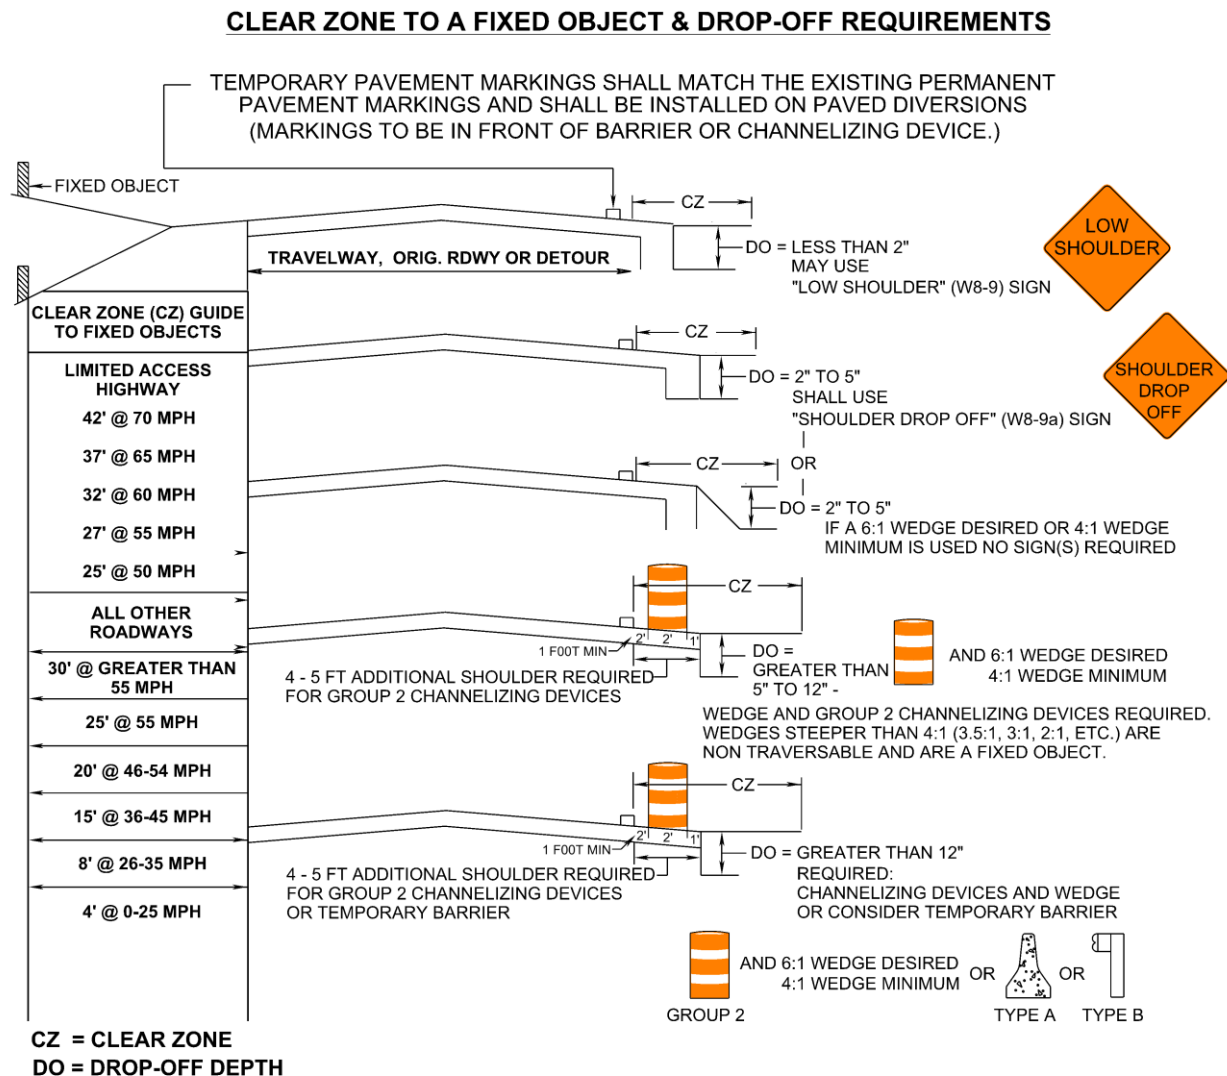 CLEAR ZONE TO A FIXED OBJECT & DROP-OFF REQUIREMENTS
TEMPORARY PAVEMENT MARKINGS SHALL MATCH THE EXISTING PERMANENT
PAVEMENT MARKINGS AND SHALL BE INSTALLED ON PAVED DIVERSIONS
(MARKINGS TO BE IN FRONT OF BARRIER OR CHANNELIZING DEVICE.)
FIXED OBJECT
CZ
TRAVELWAY, ORIG. RDWY OR DETOUR
DO = LESS THAN 2"
MAY USE
"LOW SHOULDER" (W8-9) SIGN
LOW
SHOULDER
CLEAR ZONE (CZ) GUIDE
TO FIXED OBJECTS
LIMITED ACCESS
HIGHWAY
42' @ 70 MPH
37' @ 65 MPH
32' @ 60 MPH
27' @ 55 MPH
25' @ 50 MPH
ALL OTHER
ROADWAYS
30' @ GREATER THAN
55 MPH
25' @ 55 MPH
20' @ 46-54 MPH
15' @ 36-45 MPH
8' @ 26-35 MPH
4' @ 0-25 MPH
CZ
DO = 2" TO 5"
SHALL USE
"SHOULDER DROP OFF" (W8-9a) SIGN
SHOULDER
DROP
OFF
OR
CZ
DO = 2" TO 5"
IF A 6:1 WEDGE DESIRED OR 4:1 WEDGE
MINIMUM IS USED NO SIGN(S) REQUIRED
CZ
2' 2' 1'
1 F00T MIN
4 - 5 FT ADDITIONAL SHOULDER REQUIRED
FOR GROUP 2 CHANNELIZING DEVICES
DO =
GREATER THAN
5" TO 12" -
AND 6:1 WEDGE DESIRED
4:1 WEDGE MINIMUM
WEDGE AND GROUP 2 CHANNELIZING DEVICES REQUIRED.
WEDGES STEEPER THAN 4:1 (3.5:1, 3:1, 2:1, ETC.) ARE
NON TRAVERSABLE AND ARE A FIXED OBJECT.
CZ
2' 2' 1'
1 F00T MIN
4 - 5 FT ADDITIONAL SHOULDER REQUIRED
FOR GROUP 2 CHANNELIZING DEVICES
OR TEMPORARY BARRIER
DO = GREATER THAN 12"
REQUIRED:
CHANNELIZING DEVICES AND WEDGE
OR CONSIDER TEMPORARY BARRIER
AND 6:1 WEDGE DESIRED
4:1 WEDGE MINIMUM
OR
OR
GROUP 2
TYPE A
TYPE B
CZ = CLEAR ZONE
DO = DROP-OFF DEPTH